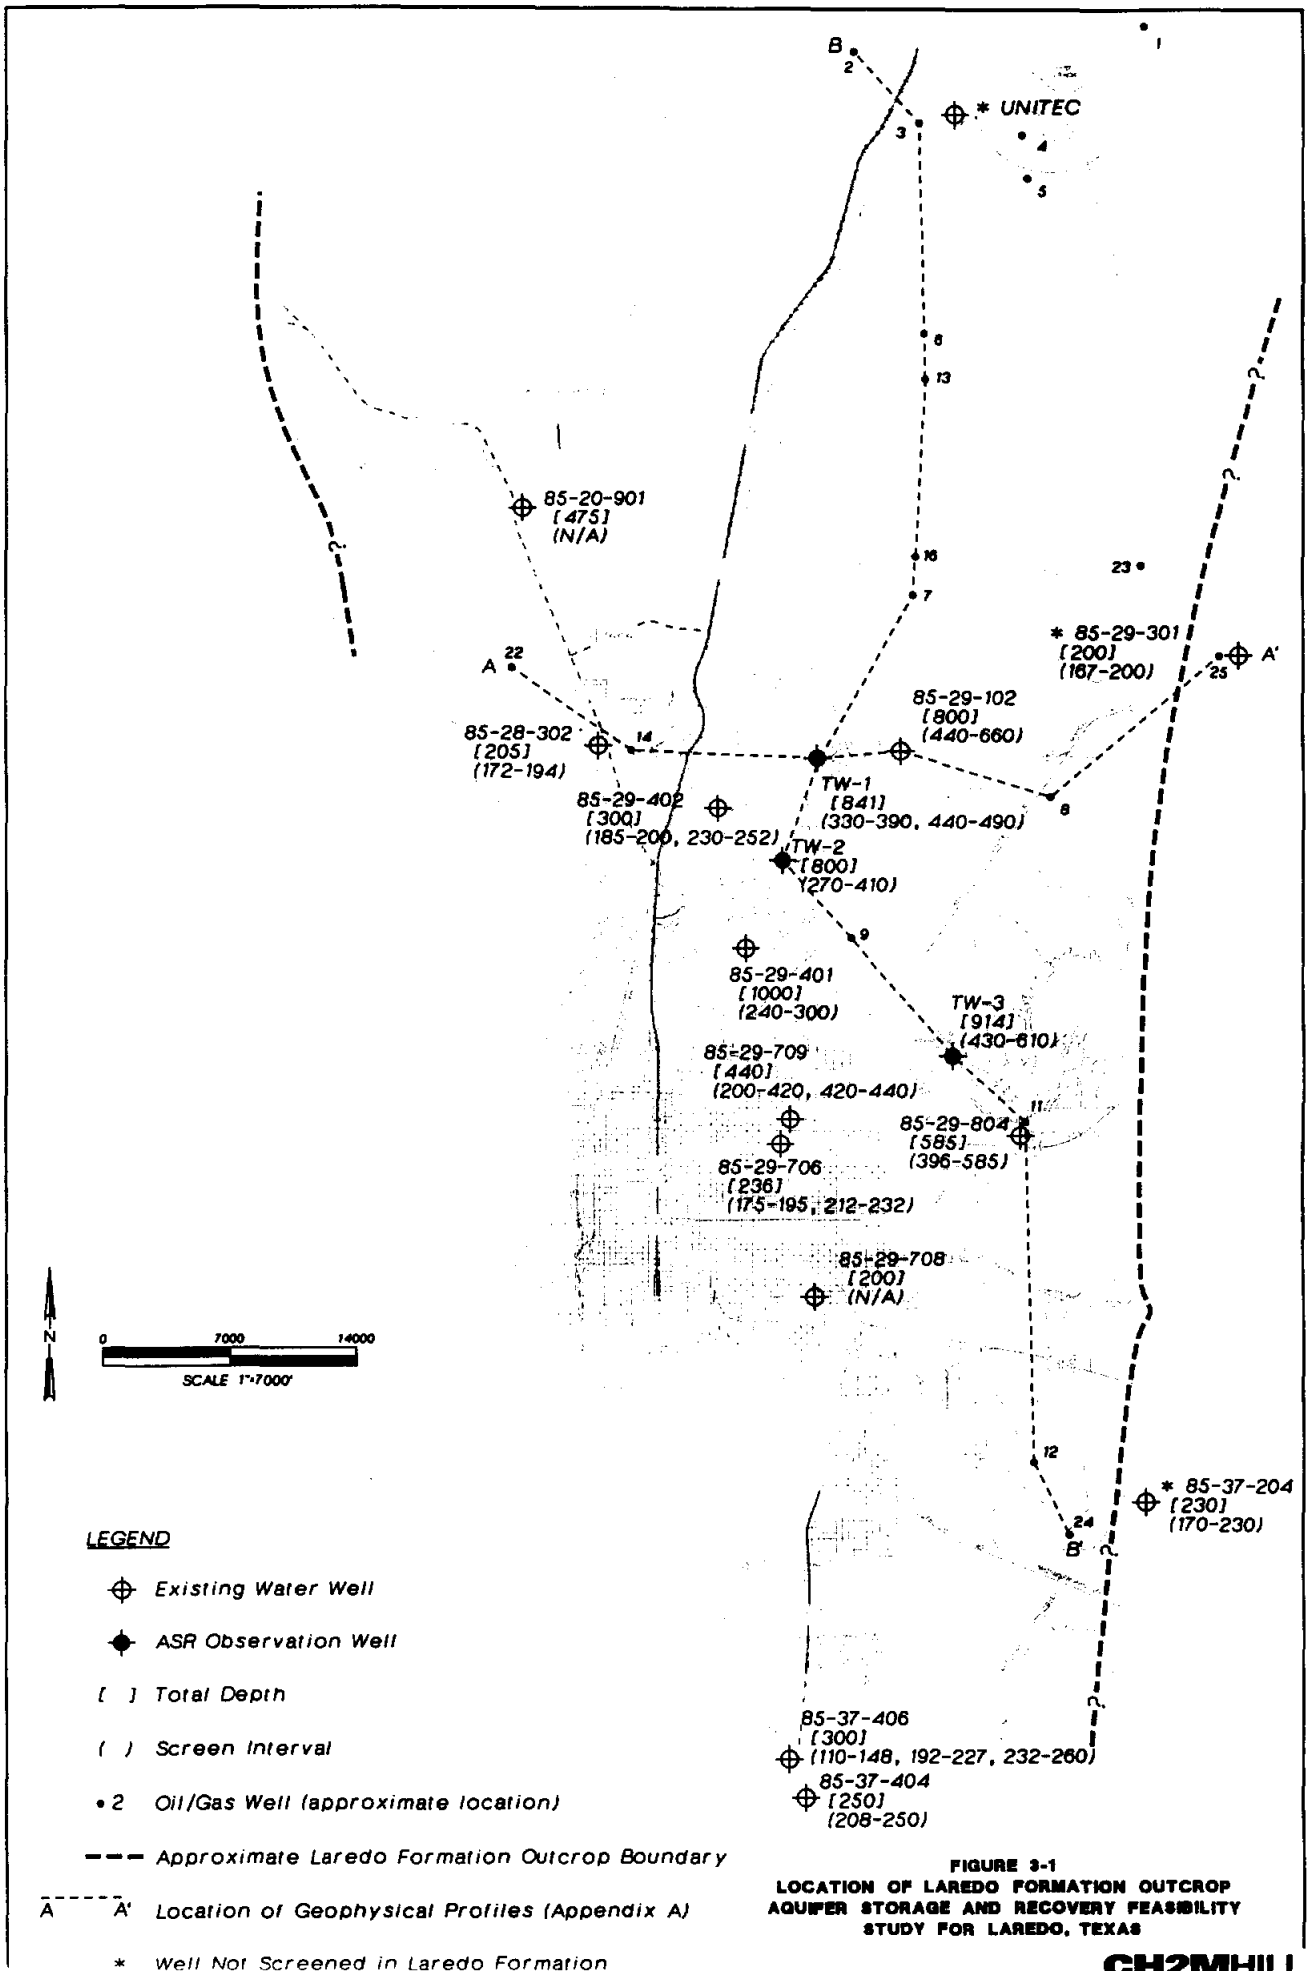 1
B
2
3
* UNITEC
4
5
6
13
?
?
85-20-901
[475]
(N/A)
?
16
7
23
* 85-29-301
[200]
(167-200)
25
A'
A
22
85-29-102
[800]
(440-660)
85-28-302
[205]
(172-194)
14
TW-1
[841]
(330-390, 440-490)
8
85-29-402
[300]
(185-200, 230-252)
TW-2
[800]
(270-410)
9
85-29-401
[1000]
(240-300)
TW-3
[914]
(430-610)
85-29-709
[440]
(200-420, 420-440)
11
85-29-804
[585]
(396-585)
85-29-706
[236]
(175-195, 212-232)
85-29-708
[200]
(N/A)
N
0 7000 14000
SCALE 1"=7000'
12
* 85-37-204
[230]
(170-230)
24
B'
?
?
85-37-406
[300]
(110-148, 192-227, 232-260)
85-37-404
[250]
(208-250)
LEGEND
Existing Water Well
ASR Observation Well
[ ] Total Depth
( ) Screen Interval
• 2 Oil/Gas Well (approximate location)
Approximate Laredo Formation Outcrop Boundary
A A' Location of Geophysical Profiles (Appendix A)
* Well Not Screened in Laredo Formation
FIGURE 3-1
LOCATION OF LAREDO FORMATION OUTCROP
AQUIFER STORAGE AND RECOVERY FEASIBILITY
STUDY FOR LAREDO, TEXAS
CH2MHILL